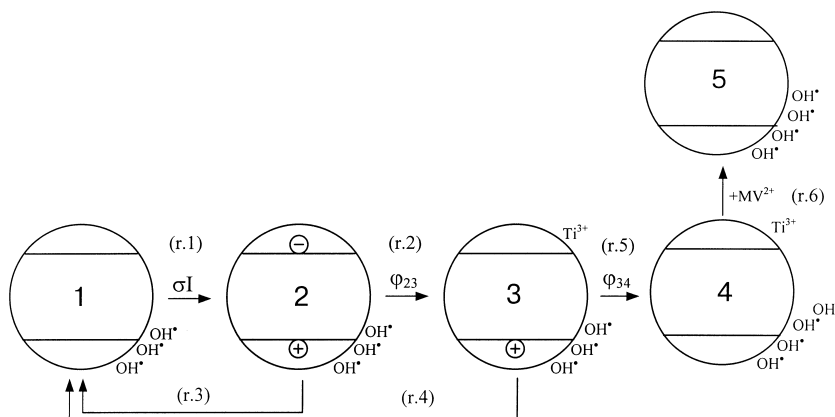 5
OH•
OH•
OH•
OH•
+MV²⁺ (r.6)
(r.1) (r.2) Ti³⁺ (r.5) Ti³⁺
1 σI 2 φ₂₃ 3 φ₃₄ 4
−
+
+
OH•
OH•
OH•
OH•
OH•
OH•
OH•
OH•
OH•
OH
OH•
OH•
OH•
(r.3) (r.4)